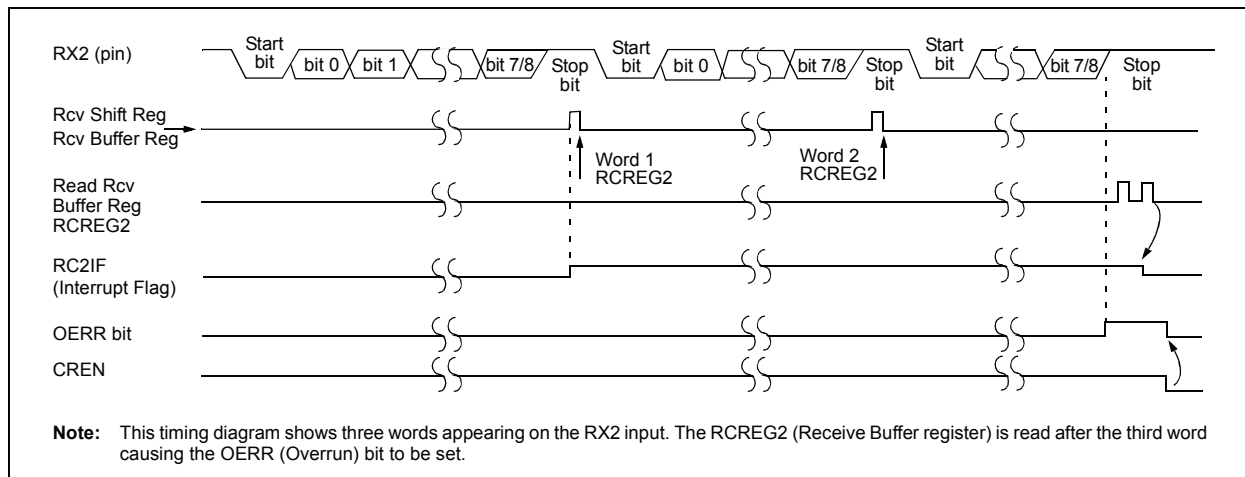 RX2 (pin)
Start bit
bit 0
bit 1
bit 7/8
Stop bit
Start bit
bit 0
bit 7/8
Stop bit
Start bit
bit 7/8
Stop bit
Rcv Shift Reg
Rcv Buffer Reg
Word 1
RCREG2
Word 2
RCREG2
Read Rcv
Buffer Reg
RCREG2
RC2IF
(Interrupt Flag)
OERR bit
CREN
Note: This timing diagram shows three words appearing on the RX2 input. The RCREG2 (Receive Buffer register) is read after the third word
causing the OERR (Overrun) bit to be set.